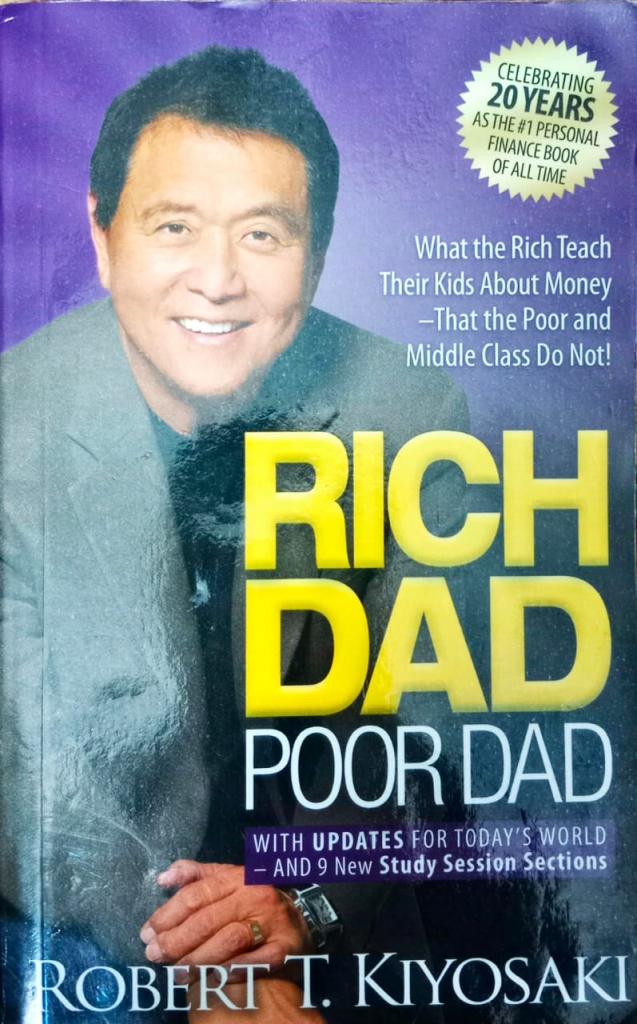 CELEBRATING
20 YEARS
AS THE #1 PERSONAL
FINANCE BOOK
OF ALL TIME
What the Rich Teach
Their Kids About Money
–That the Poor and
Middle Class Do Not!
RICH
DAD
POOR DAD
WITH UPDATES FOR TODAY'S WORLD
– AND 9 New Study Session Sections
ROBERT T. KIYOSAKI